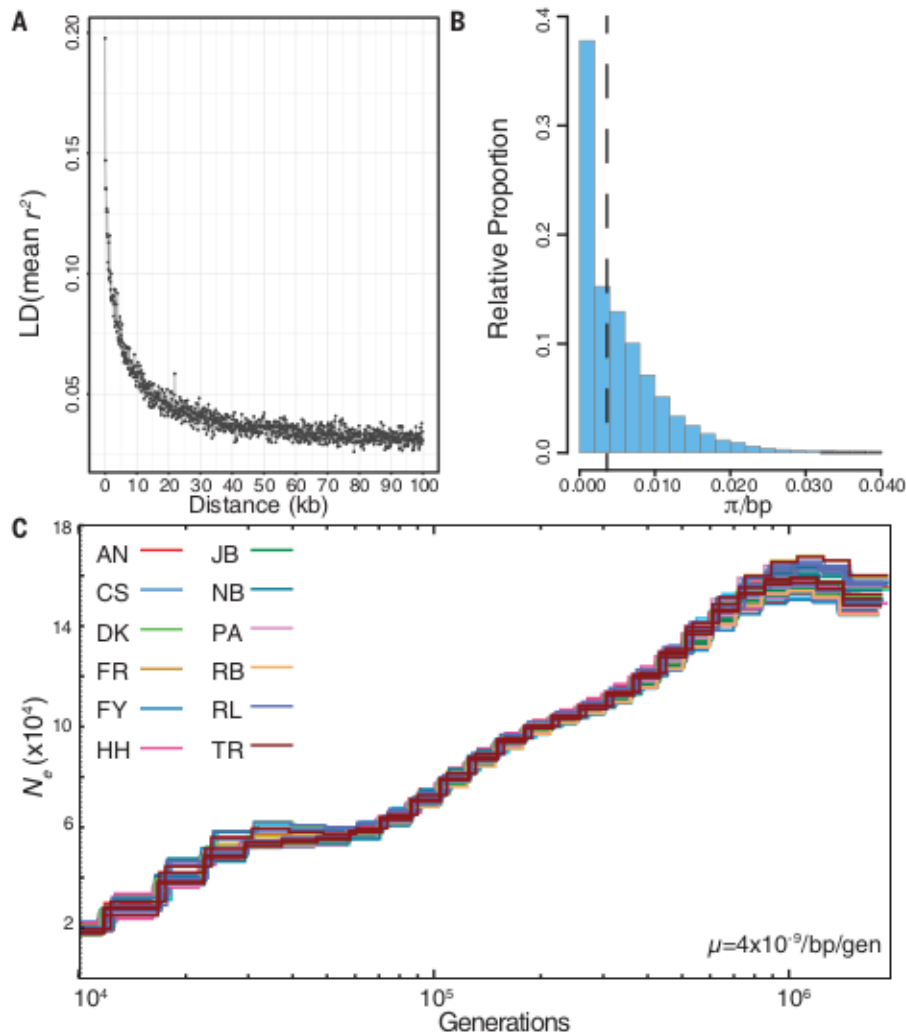 A
0.20
0.15
0.10
0.05
LD(mean r²)
0 10 20 30 40 50 60 70 80 90 100
Distance (kb)
B
0.4
0.3
0.2
0.1
0.0
Relative Proportion
0.000 0.010 0.020 0.030 0.040
π/bp
C
18
14
10
6
2
Nₑ (x10⁴)
AN JB
CS NB
DK PA
FR RB
FY RL
HH TR
μ=4x10⁻⁹/bp/gen
10⁴ 10⁵ 10⁶
Generations